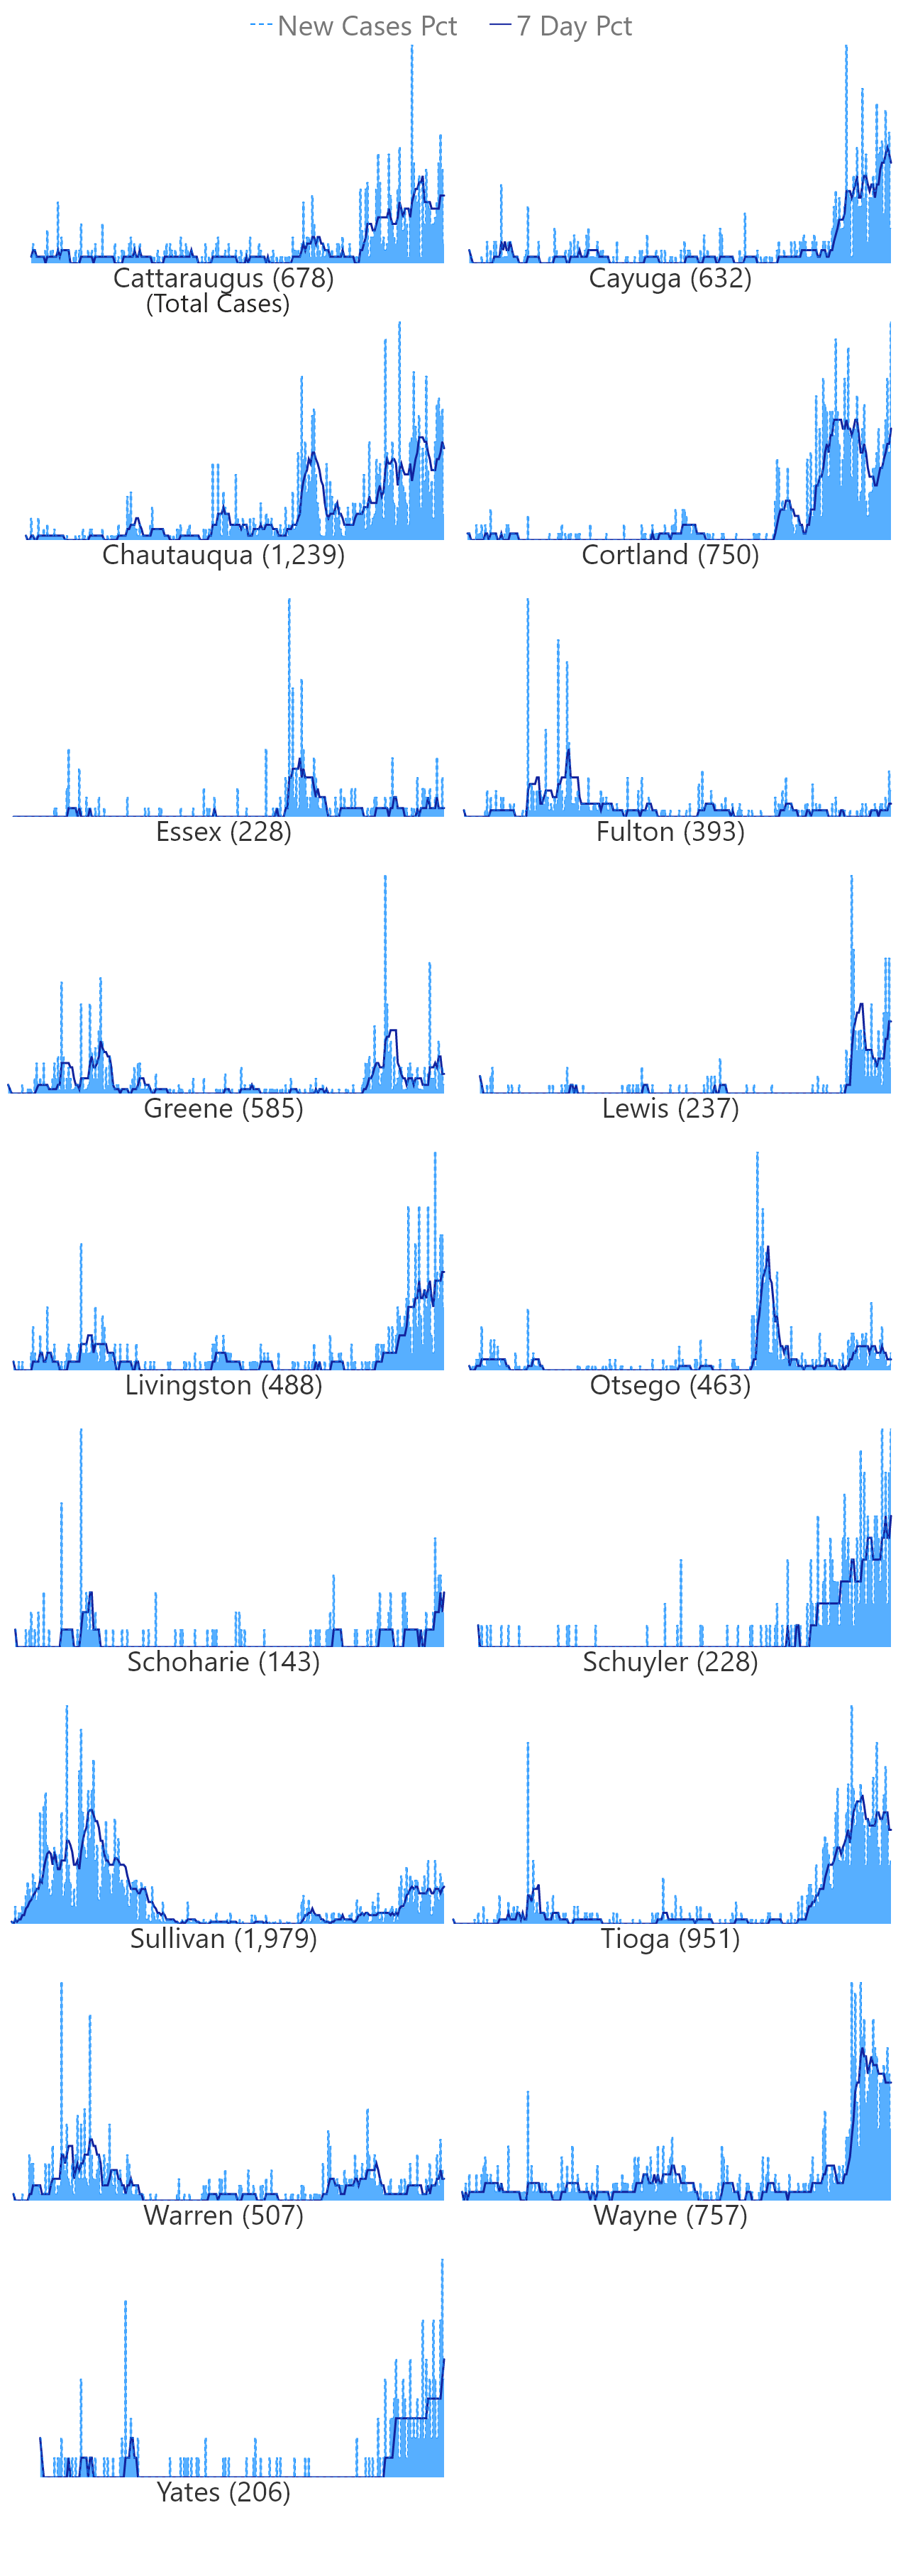 New Cases Pct 7 Day Pct
Cattaraugus (678) Cayuga (632)
(Total Cases)
Chautauqua (1,239) Cortland (750)
Essex (228) Fulton (393)
Greene (585) Lewis (237)
Livingston (488) Otsego (463)
Schoharie (143) Schuyler (228)
Sullivan (1,979) Tioga (951)
Warren (507) Wayne (757)
Yates (206)